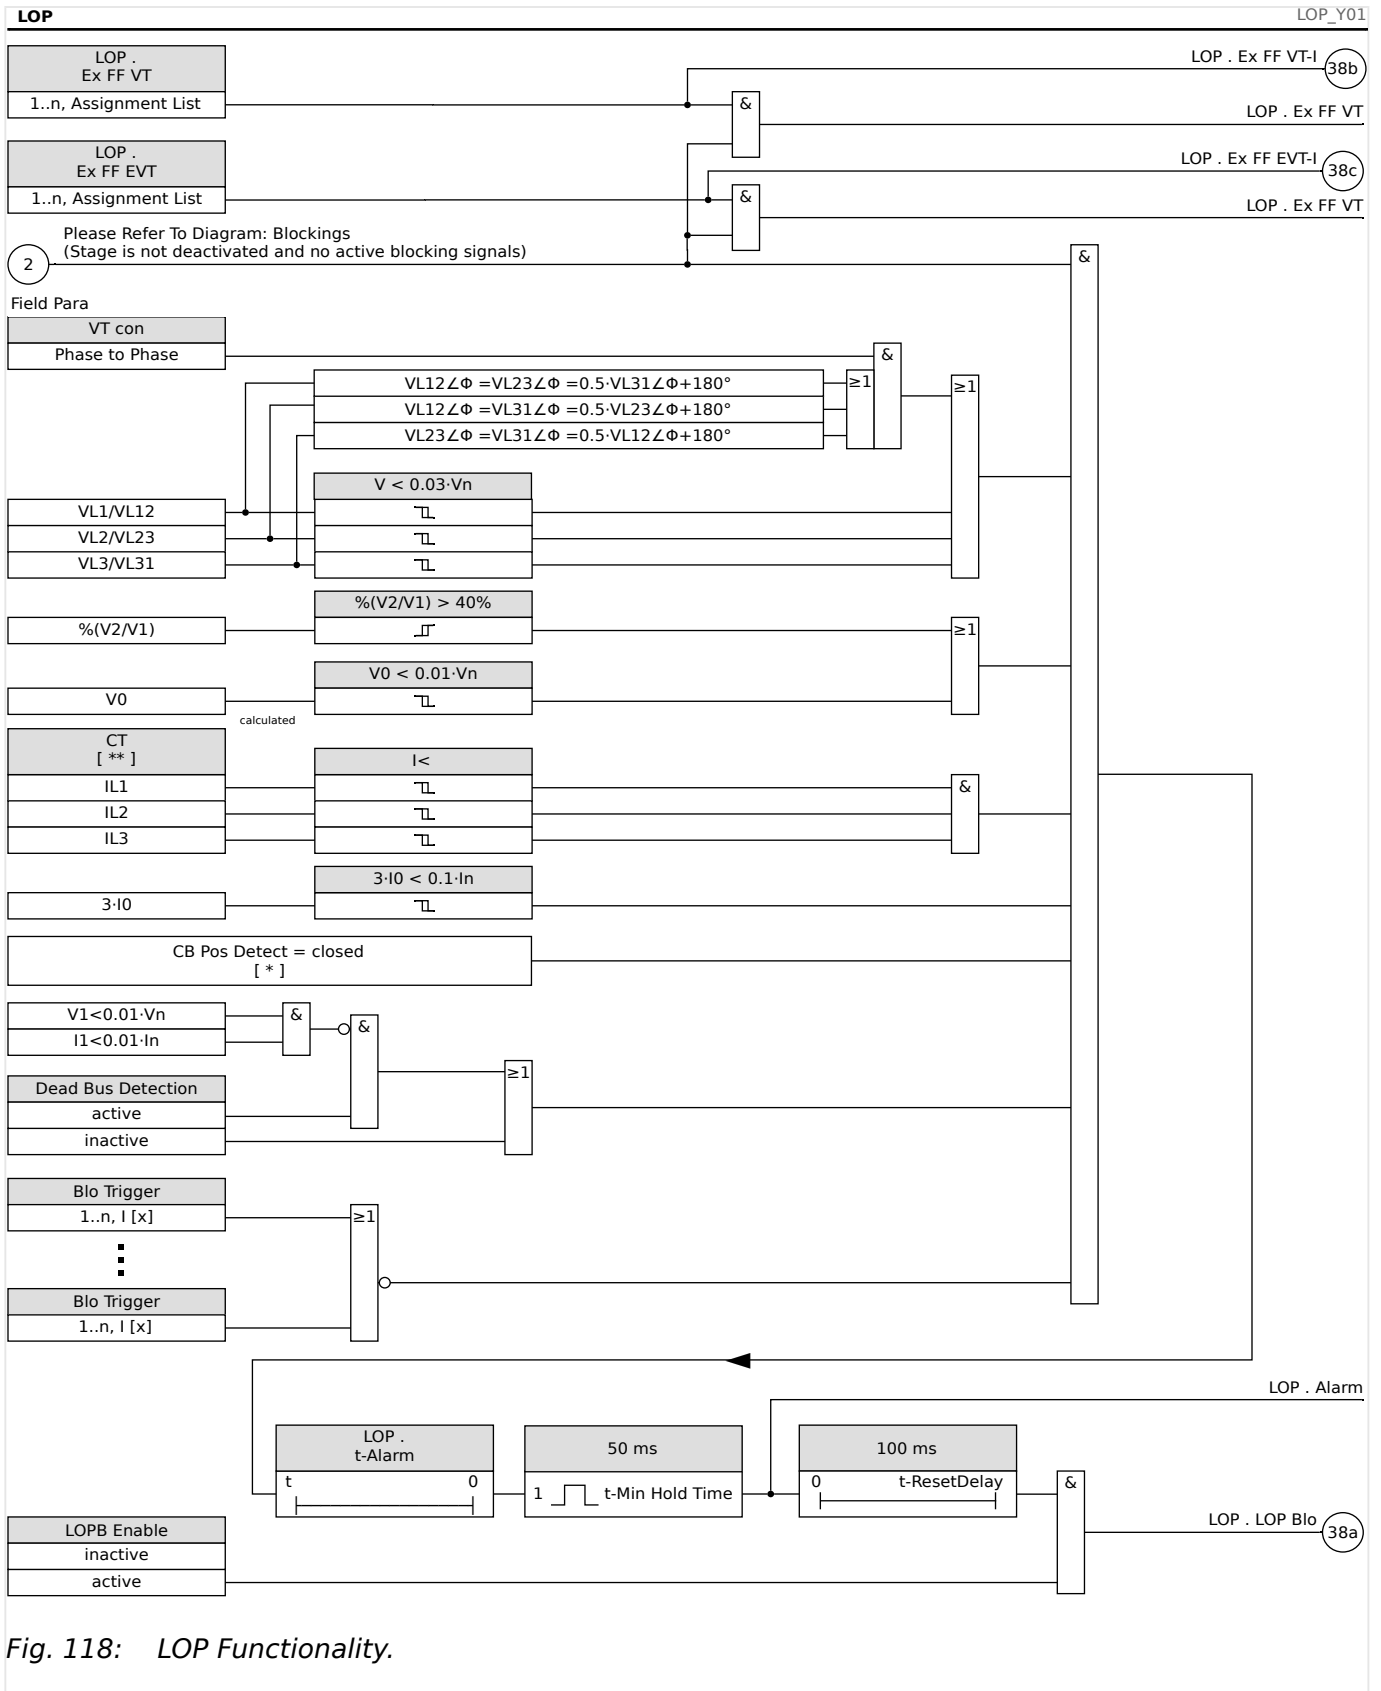 LOP
LOP_Y01
LOP .
Ex FF VT
1..n, Assignment List
LOP . Ex FF VT-I
38b
&
LOP . Ex FF VT
LOP .
Ex FF EVT
1..n, Assignment List
LOP . Ex FF EVT-I
38c
&
LOP . Ex FF VT
Please Refer To Diagram: Blockings
(Stage is not deactivated and no active blocking signals)
2
&
Field Para
VT con
Phase to Phase
&
VL12∠Φ =VL23∠Φ =0.5·VL31∠Φ+180°
≥1
≥1
VL12∠Φ =VL31∠Φ =0.5·VL23∠Φ+180°
VL23∠Φ =VL31∠Φ =0.5·VL12∠Φ+180°
V < 0.03·Vn
VL1/VL12
VL2/VL23
VL3/VL31
%(V2/V1) > 40%
%(V2/V1)
≥1
V0 < 0.01·Vn
V0
calculated
CT
[ ** ]
I<
IL1
&
IL2
IL3
3·I0 < 0.1·In
3·I0
CB Pos Detect = closed
[ * ]
V1<0.01·Vn
&
&
I1<0.01·In
≥1
Dead Bus Detection
active
inactive
Blo Trigger
1..n, I [x]
≥1
Blo Trigger
1..n, I [x]
LOP . Alarm
LOP .
t-Alarm
50 ms
100 ms
t 0
0 t-ResetDelay
&
1 t-Min Hold Time
LOP . LOP Blo
38a
LOPB Enable
inactive
active
Fig. 118: LOP Functionality.